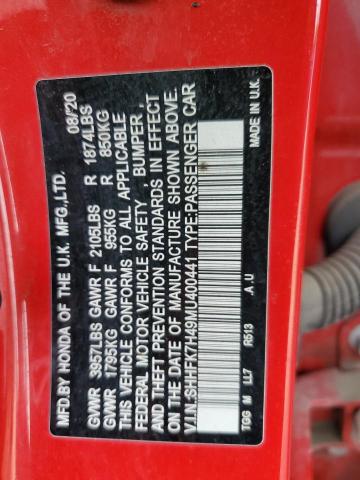 MFD.BY HONDA OF THE U.K. MFG.,LTD. 08/20
GVWR 3957LBS GAWR F 2105LBS R 1874LBS
GVWR 1795KG GAWR F 955KG R 850KG
THIS VEHICLE CONFORMS TO ALL APPLICABLE
FEDERAL MOTOR VEHICLE SAFETY , BUMPER ,
AND THEFT PREVENTION STANDARDS IN EFFECT
ON THE DATE OF MANUFACTURE SHOWN ABOVE.
V.I.N.:SHHFK7H49MU400441 TYPE:PASSENGER CAR
TGG M LL7 R513 .A.U MADE IN U.K.